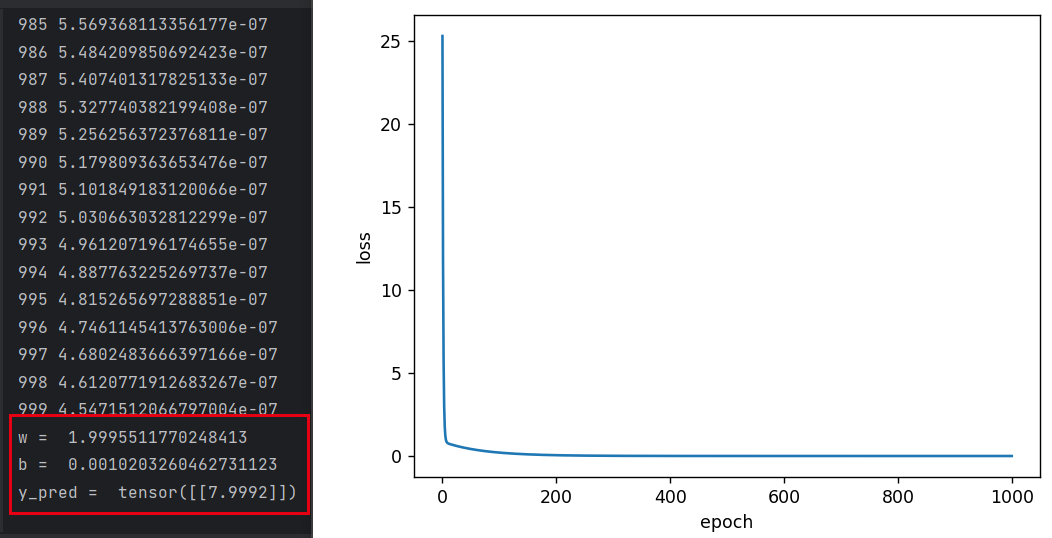 985 5.569368113356177e-07
986 5.484209850692423e-07
987 5.407401317825133e-07
988 5.327740382199408e-07
989 5.256256372376811e-07
990 5.179809363653476e-07
991 5.101849183120066e-07
992 5.030663032812299e-07
993 4.961207196174655e-07
994 4.887763225269737e-07
995 4.815265697288851e-07
996 4.7461145413763006e-07
997 4.6802483666397166e-07
998 4.6120771912683267e-07
999 4.5471512066797004e-07
w =  1.9995511770248413
b =  0.0010203260462731123
y_pred =  tensor([[7.9992]])
25
20
15
10
5
0
loss
0 200 400 600 800 1000
epoch